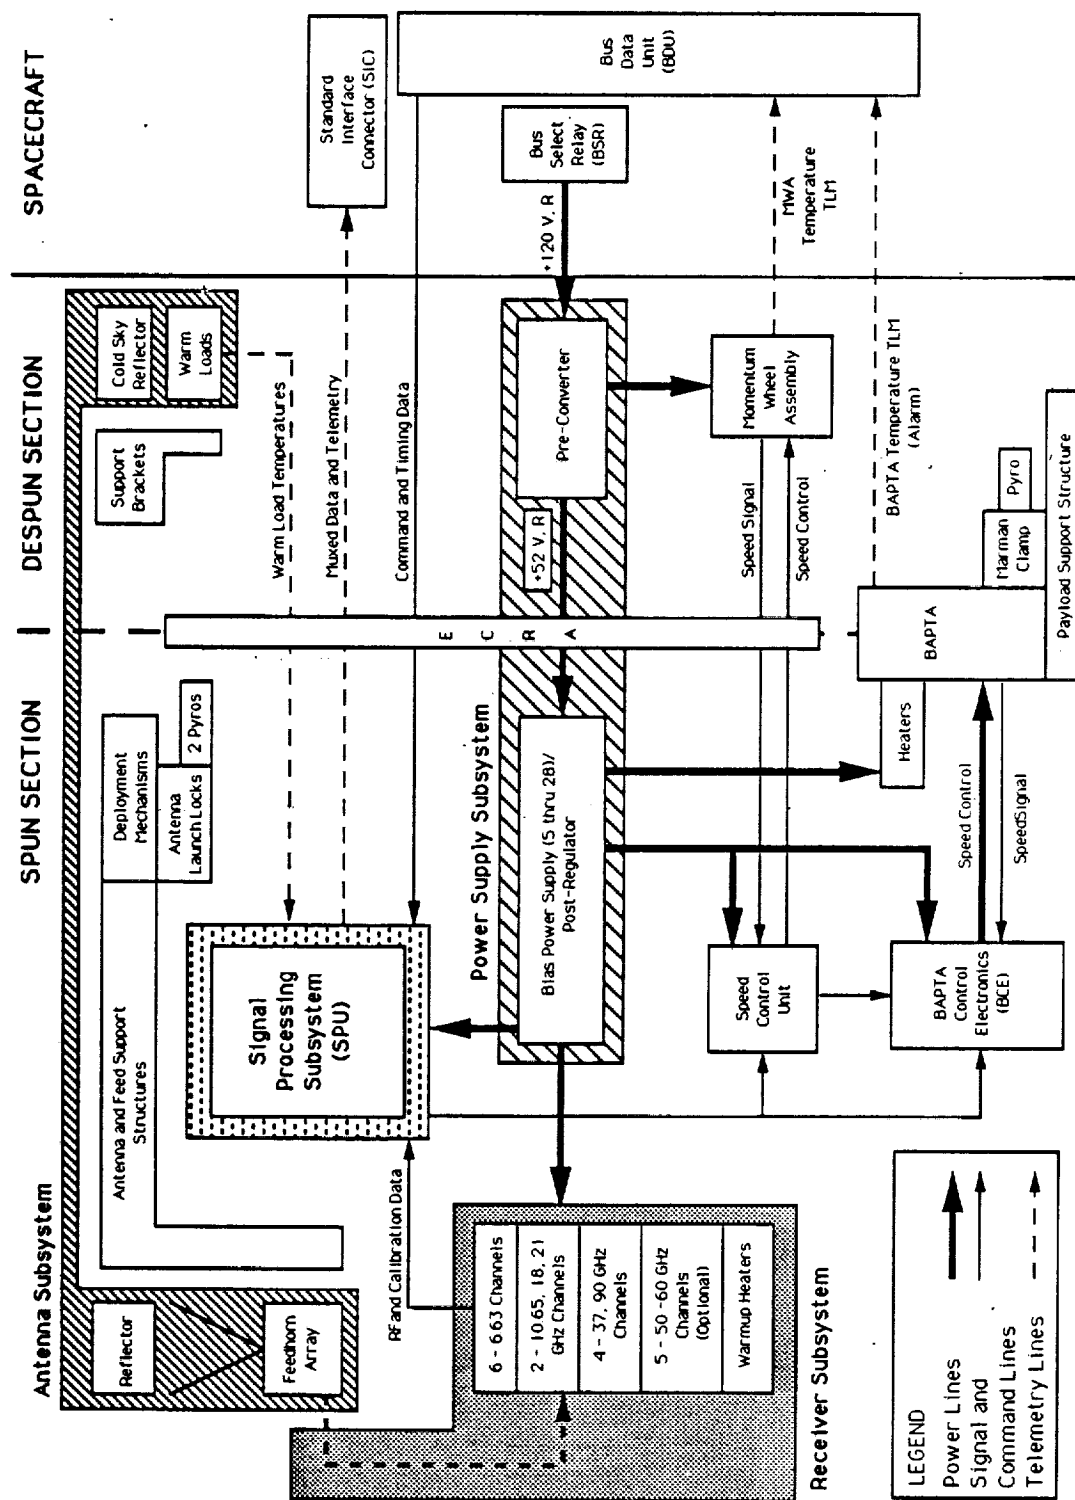 SPUN SECTION
DESPUN SECTION
SPACECRAFT
Antenna Subsystem
Reflector
Feedhorn
Array
Antenna and Feed Support
Structures
Deployment
Mechanisms
Antenna
Launch Locks
2 Pyros
Support
Brackets
Cold Sky
Reflector
Warm
Loads
Standard
Interface
Connector (SIC)
Warm Load Temperatures
Muxed Data and Telemetry
Command and Timing Data
RF and Calibration Data
Signal
Processing
Subsystem
(SPU)
Bus
Data
Unit
(BDU)
Bus
Select
Relay
(BSR)
+120 V, R
Power Supply Subsystem
Bias Power Supply (5 thru 28)/
Post-Regulator
+52 V, R
Pre-Converter
E
C
R
A
6 - 6.63 Channels
2 - 10.65, 18, 21
GHz Channels
4 - 37, 90 GHz
Channels
5 - 50 -60 GHz
Channels
(Optional)
Warmup Heaters
Receiver Subsystem
Speed
Control
Unit
Speed Signal
Speed Control
Momentum
Wheel
Assembly
MWA
Temperature
TLM
BAPTA Temperature TLM
(Alarm)
BAPTA
Control
Electronics
(BCE)
Speed Control
SpeedSignal
Heaters
BAPTA
Marman
Clamp
Pyro
Payload Support Structure
LEGEND
Power Lines
Signal and
Command Lines
Telemetry Lines